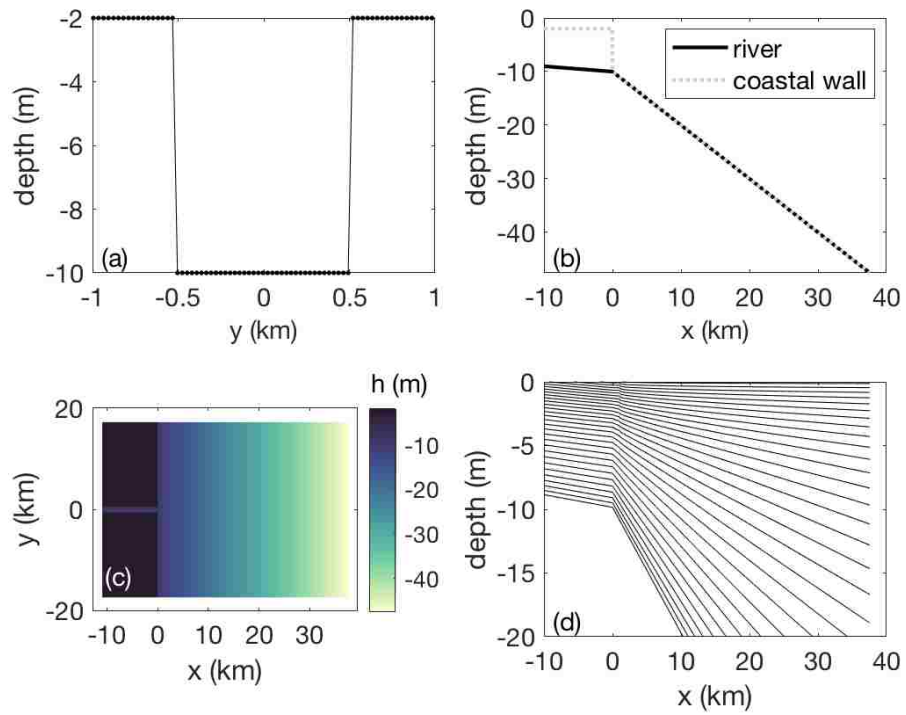 -2
-4
-6
-8
-10
depth (m)
(a)
-1 -0.5 0 0.5 1
y (km)
0
-10
-20
-30
-40
depth (m)
river
coastal wall
(b)
-10 0 10 20 30 40
x (km)
h (m)
20
0
-20
y (km)
(c)
-10 0 10 20 30
x (km)
-10
-20
-30
-40
0
-5
-10
-15
-20
depth (m)
(d)
-10 0 10 20 30 40
x (km)